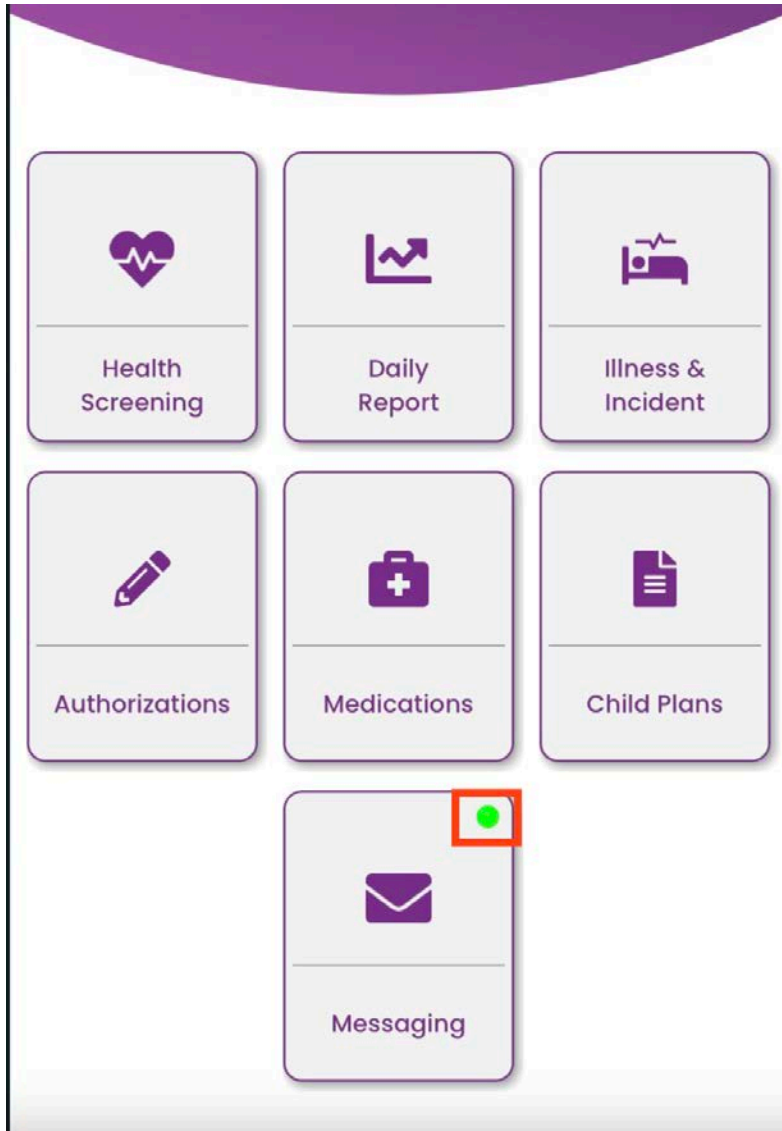 Health
Screening
Daily
Report
Illness &
Incident
Authorizations
Medications
Child Plans
Messaging